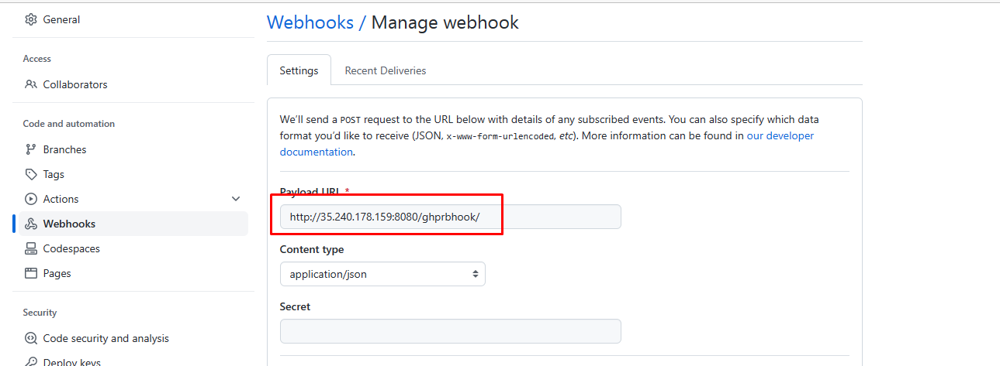 General
Access
Collaborators
Code and automation
Branches
Tags
Actions
Webhooks
Codespaces
Pages
Security
Code security and analysis
Deploy keys
Webhooks / Manage webhook
Settings
Recent Deliveries
We'll send a POST request to the URL below with details of any subscribed events. You can also specify which data
format you'd like to receive (JSON, x-www-form-urlencoded, etc). More information can be found in our developer
documentation.
Payload URL *
http://35.240.178.159:8080/ghprbhook/
Content type
application/json
Secret